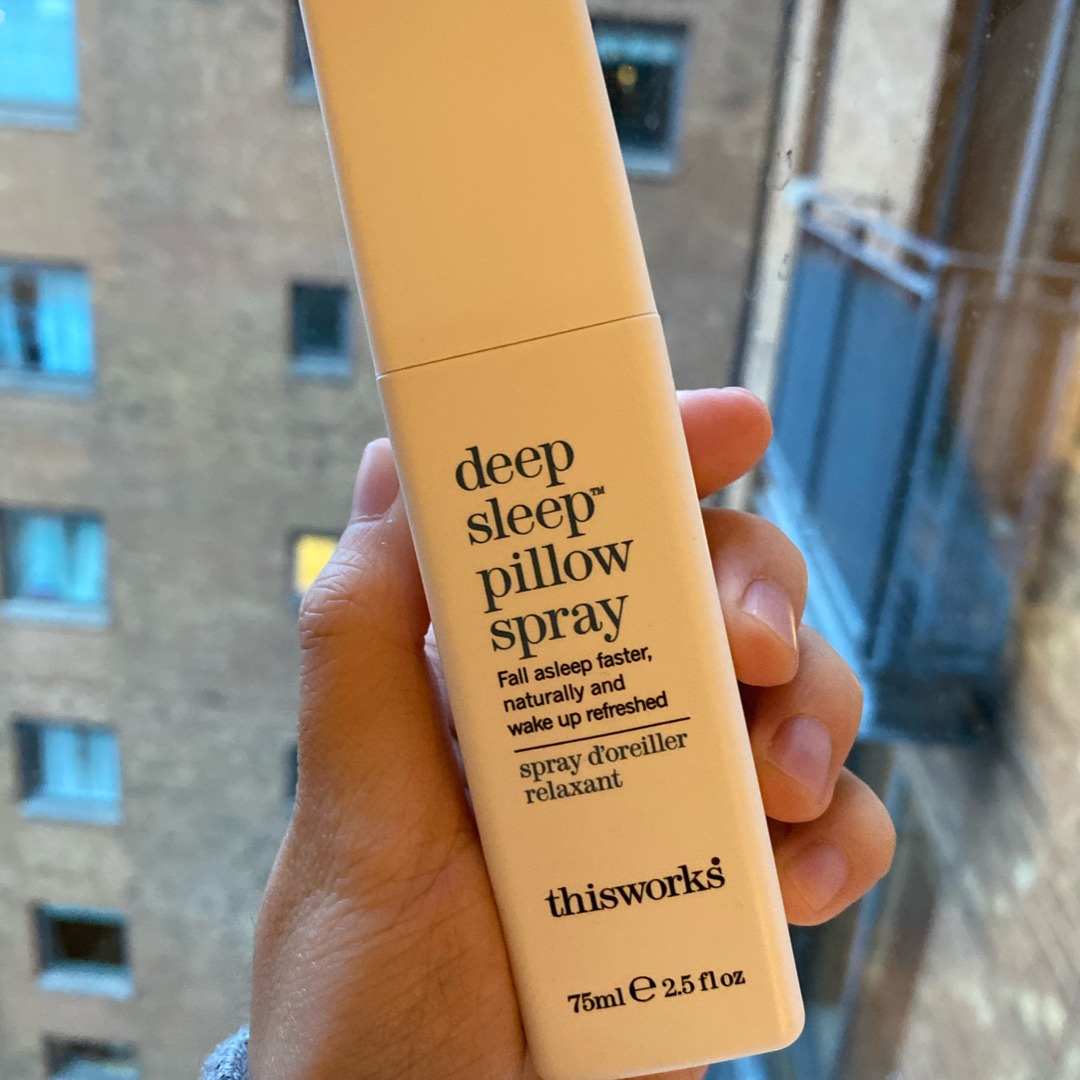 deep
sleep™
pillow
spray
Fall asleep faster,
naturally and
wake up refreshed
spray d'oreiller
relaxant
thisworks
75ml ℮ 2.5 fl oz